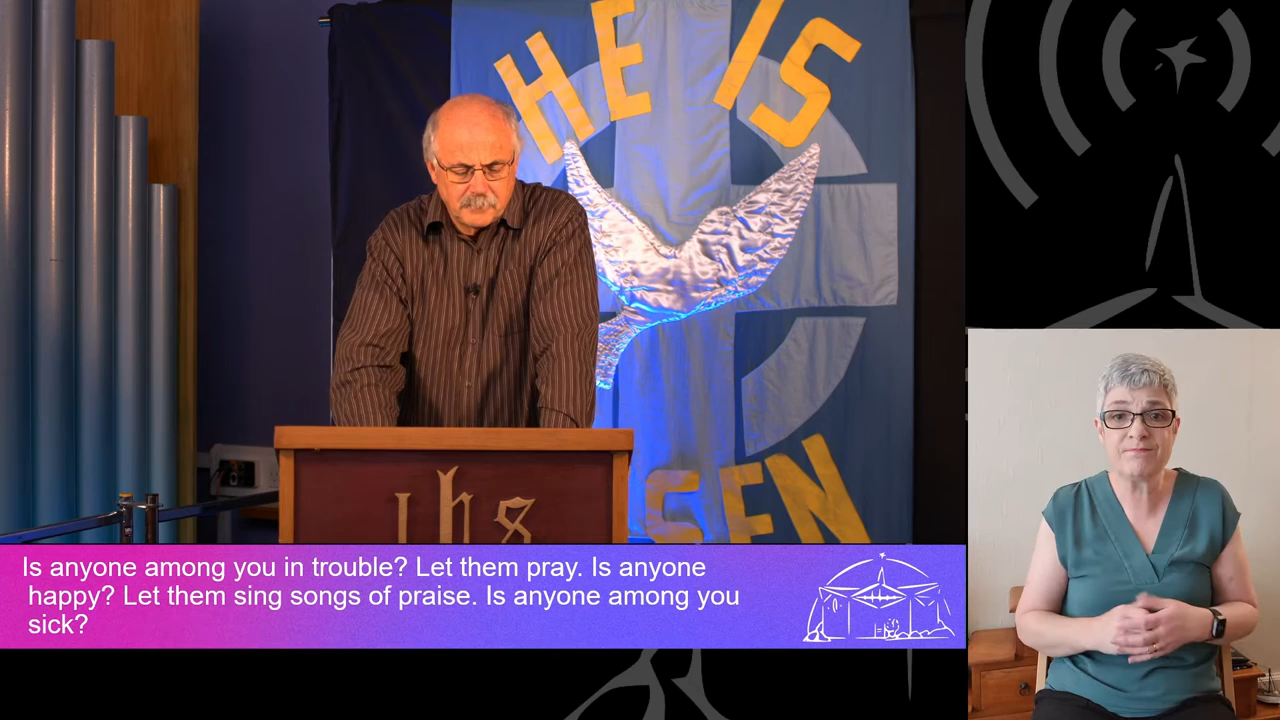 HE IS
ISEN
ihs
Is anyone among you in trouble? Let them pray. Is anyone
happy? Let them sing songs of praise. Is anyone among you
sick?